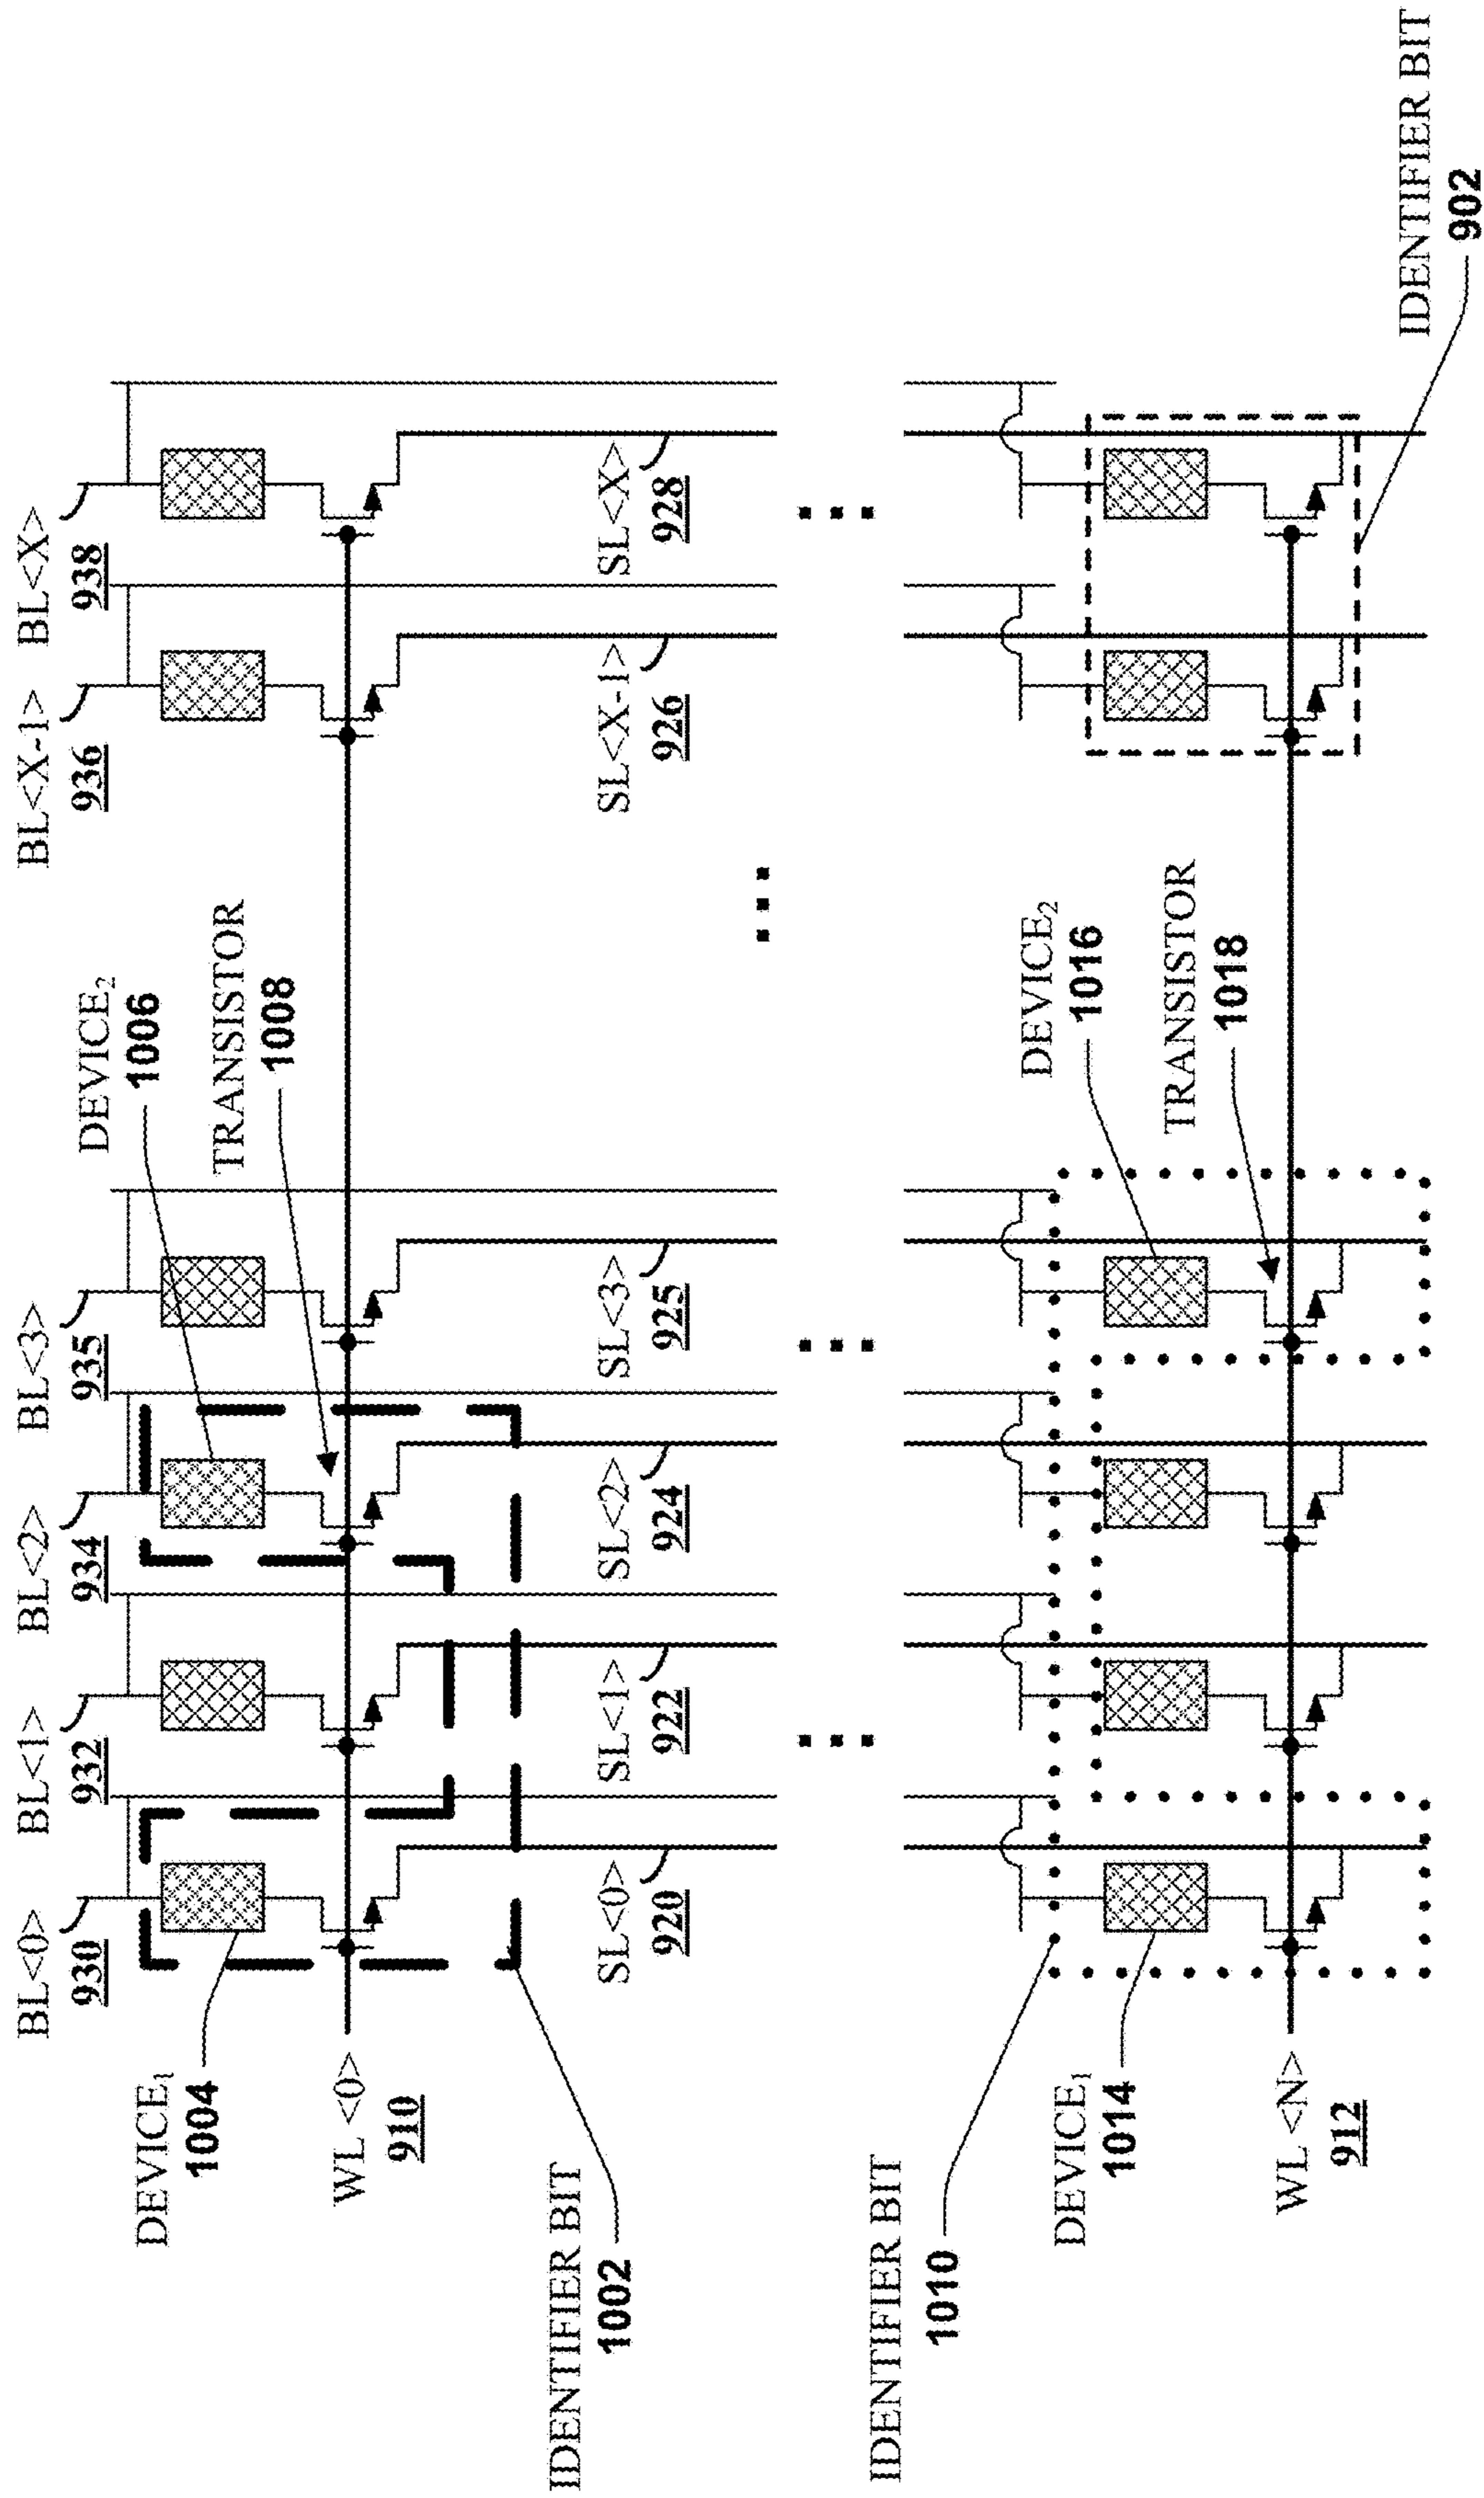 BL<0>
930
BL<1>
932
BL<2>
934
BL<3>
935
BL<X-1>
936
BL<X>
938
DEVICE₁
1004
DEVICE₂
1006
TRANSISTOR
1008
WL <0>
910
IDENTIFIER BIT
1002
SL<0>
920
SL<1>
922
SL<2>
924
SL<3>
925
SL<X-1>
926
SL<X>
928
IDENTIFIER BIT
1010
DEVICE₁
1014
DEVICE₂
1016
TRANSISTOR
1018
WL <N>
912
IDENTIFIER BIT
902